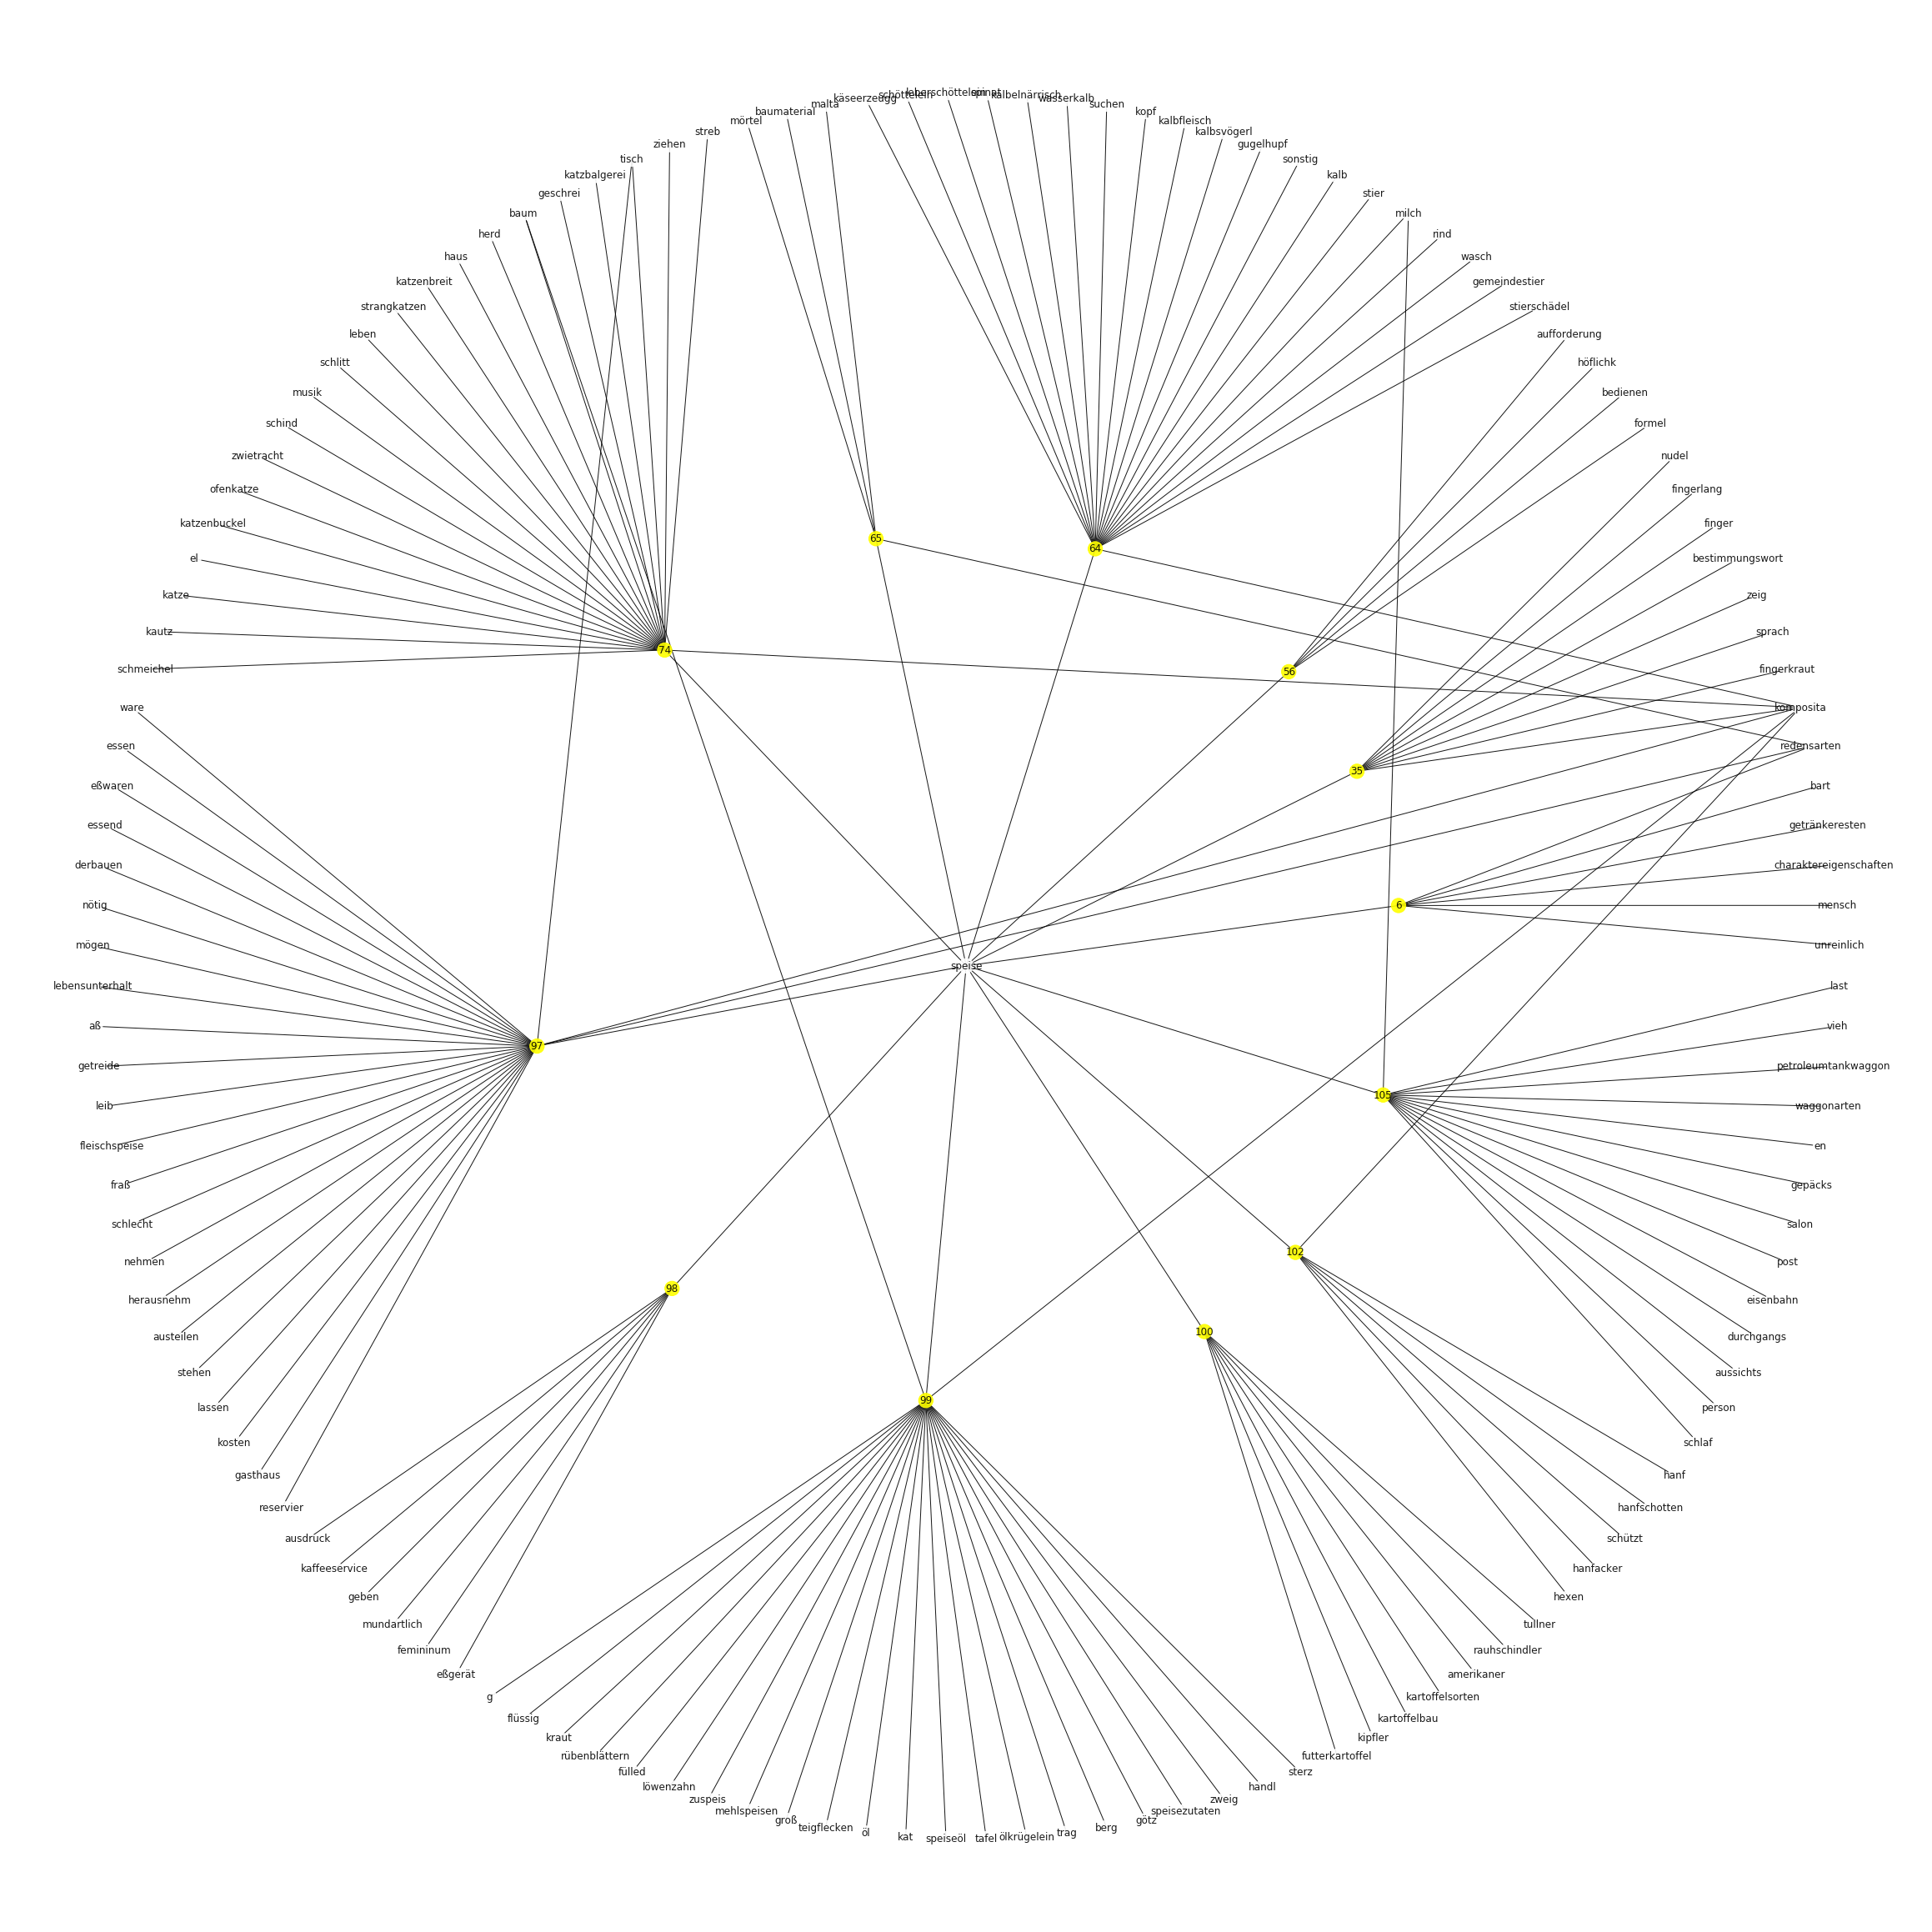 käseerzeugg
schöttelein
leberschöttelein
spinat
kälbelnärrisch
wasserkalb
malta
suchen
baumaterial
kopf
mörtel
kalbfleisch
streb
kalbsvögerl
ziehen
gugelhupf
tisch
sonstig
katzbalgerei
kalb
geschrei
stier
baum
milch
herd
rind
haus
wasch
katzenbreit
gemeindestier
strangkatzen
stierschädel
leben
aufforderung
schlitt
höflichk
musik
bedienen
schind
formel
zwietracht
nudel
ofenkatze
fingerlang
katzenbuckel
finger
65
64
el
bestimmungswort
katze
zeig
kautz
sprach
74
schmeichel
56
fingerkraut
ware
komposita
essen
redensarten
35
eßwaren
bart
essend
getränkeresten
derbauen
charaktereigenschaften
nötig
6
mensch
mögen
unreinlich
speise
lebensunterhalt
last
aß
vieh
97
getreide
petroleumtankwaggon
105
leib
waggonarten
fleischspeise
en
fraß
gepäcks
schlecht
salon
102
nehmen
post
98
herausnehm
eisenbahn
100
austeilen
durchgangs
stehen
aussichts
99
lassen
person
kosten
schlaf
gasthaus
hanf
reservier
hanfschotten
ausdruck
schützt
kaffeeservice
hanfacker
geben
hexen
mundartlich
tullner
femininum
rauhschindler
eßgerät
amerikaner
g
kartoffelsorten
flüssig
kartoffelbau
kraut
kipfler
rübenblättern
futterkartoffel
fülled
sterz
löwenzahn
handl
zuspeis
zweig
mehlspeisen
speisezutaten
groß
götz
teigflecken
berg
öl
trag
kat
ölkrügelein
speiseöl
tafel